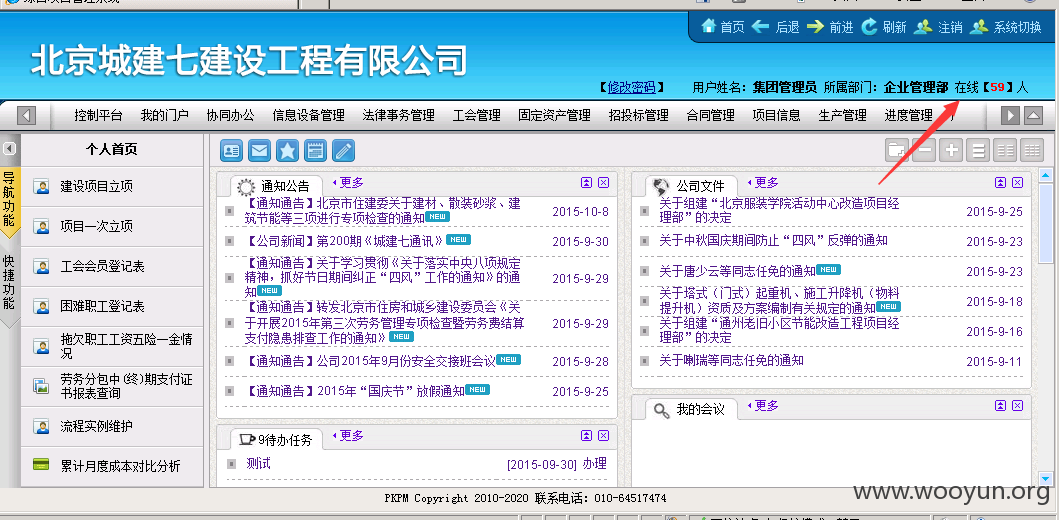 首页 后退 前进 刷新 注销 系统切换
北京城建七建设工程有限公司
【修改密码】 用户姓名：集团管理员 所属部门：企业管理部 在线【59】人
控制平台 我的门户 协同办公 信息设备管理 法律事务管理 工会管理 固定资产管理 招投标管理 合同管理 项目信息 生产管理 进度管理
导航功能
快捷功能
个人首页
建设项目立项
项目一次立项
工会会员登记表
困难职工登记表
拖欠职工工资五险一金情
况
劳务分包中(终)期支付证
书报表查询
流程实例维护
累计月度成本对比分析
通知公告 更多
【通知通告】北京市住建委关于建材、散装砂浆、建
筑节能等三项进行专项检查的通知 NEW 2015-10-8
【公司新闻】第200期《城建七通讯》 NEW 2015-9-30
【通知通告】关于学习贯彻《关于落实中央八项规定
精神，抓好节日期间纠正“四风”工作的通知》的通
知 NEW 2015-9-29
【通知通告】转发北京市住房和城乡建设委员会《关
于开展2015年第三次劳务管理专项检查暨劳务费结算
支付隐患排查工作的通知》 NEW 2015-9-29
【通知通告】公司2015年9月份安全交接班会议 NEW 2015-9-28
【通知通告】2015年“国庆节”放假通知 NEW 2015-9-25
9待办任务 更多
测试 [2015-09-30] 办理
公司文件 更多
关于组建“北京服装学院活动中心改造项目经
理部”的决定 2015-9-25
关于中秋国庆期间防止“四风”反弹的通知 2015-9-23
关于唐少云等同志任免的通知 NEW 2015-9-21
关于塔式（门式）起重机、施工升降机（物料
提升机）资质及方案编制有关规定的通知 NEW 2015-9-18
关于组建“通州老旧小区节能改造工程项目经
理部”的决定 2015-9-16
关于喇瑞等同志任免的通知 2015-9-11
我的会议 更多
PKPM Copyright 2010-2020 联系电话：010-64517474
www.wooyun.org